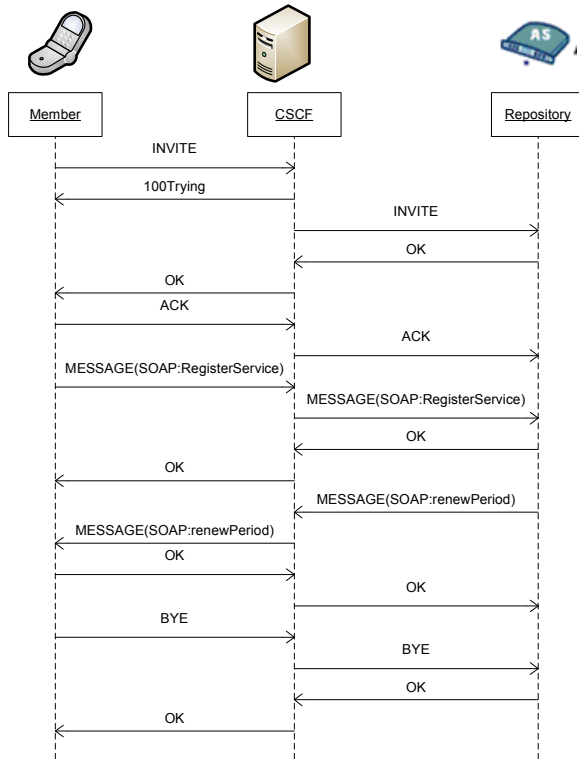 AS
Member
CSCF
Repository
INVITE
100Trying
INVITE
OK
OK
ACK
ACK
MESSAGE(SOAP:RegisterService)
MESSAGE(SOAP:RegisterService)
OK
OK
MESSAGE(SOAP:renewPeriod)
MESSAGE(SOAP:renewPeriod)
OK
OK
BYE
BYE
OK
OK